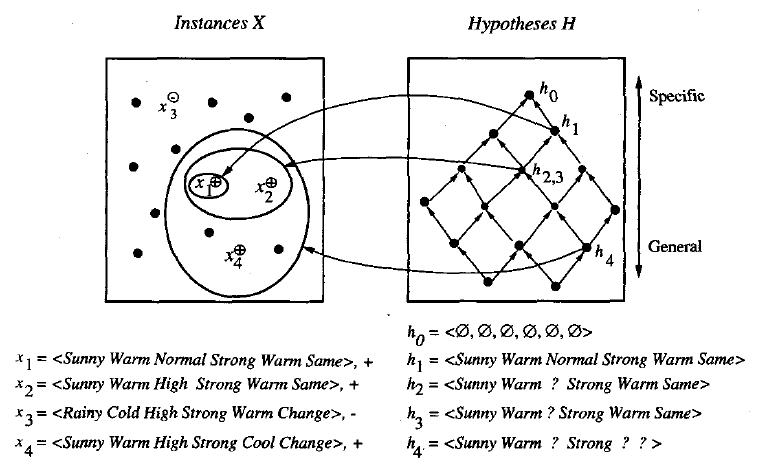 Instances X
Hypotheses H
x3
h0
Specific
h1
x1
x2
h2,3
x4
General
h4
h0 = <∅, ∅, ∅, ∅, ∅, ∅>
x1 = <Sunny Warm Normal Strong Warm Same>, +
h1 = <Sunny Warm Normal Strong Warm Same>
x2 = <Sunny Warm High Strong Warm Same>, +
h2 = <Sunny Warm ? Strong Warm Same>
x3 = <Rainy Cold High Strong Warm Change>, -
h3 = <Sunny Warm ? Strong Warm Same>
x4 = <Sunny Warm High Strong Cool Change>, +
h4 = <Sunny Warm ? Strong ? ? >